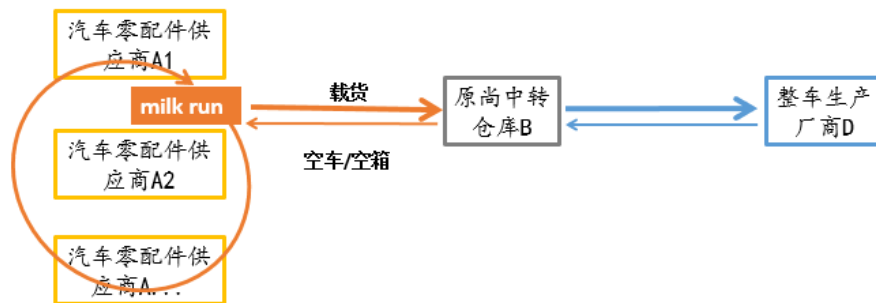 汽车零配件供
应商A1
milk run
载货
原尚中转
仓库B
整车生产
厂商D
汽车零配件供
应商A2
空车/空箱
汽车零配件供
应商A...